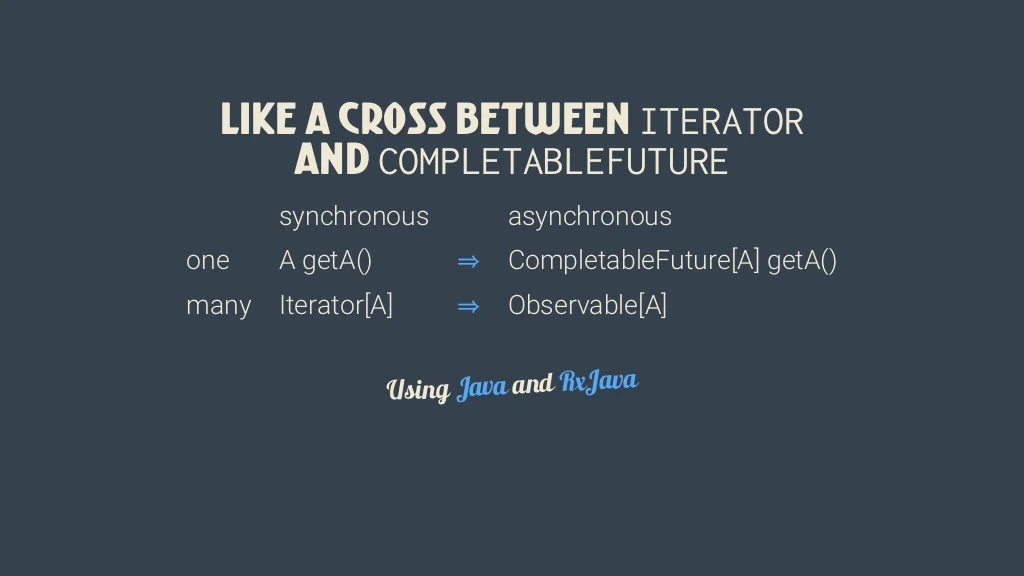 LIKE A CROSS BETWEEN ITERATOR
AND COMPLETABLEFUTURE
synchronous asynchronous
one A getA() ⇒ CompletableFuture[A] getA()
many Iterator[A] ⇒ Observable[A]
Using Java and RxJava